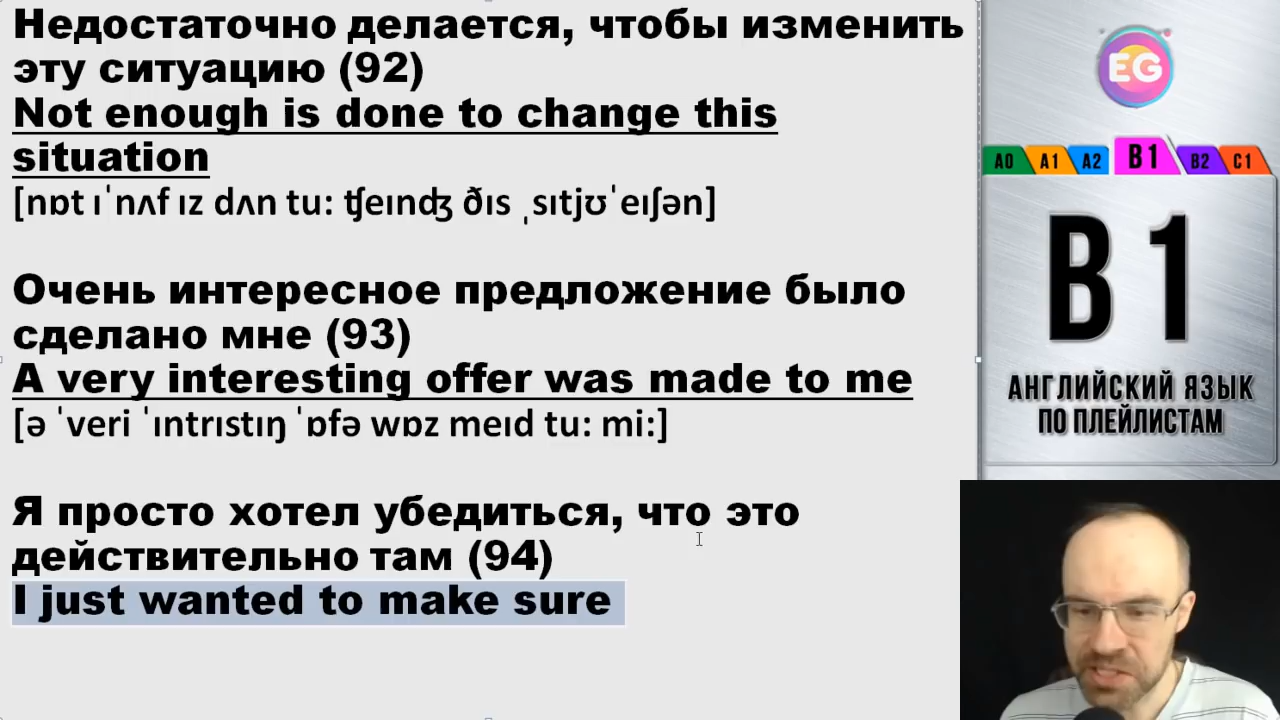 Недостаточно делается, чтобы изменить
эту ситуацию (92)
Not enough is done to change this
situation
[nɒt ɪˈnʌf ɪz dʌn tu: ʧeɪnʤ ðɪs ˌsɪtjʊˈeɪʃən]
Очень интересное предложение было
сделано мне (93)
A very interesting offer was made to me
[ə ˈveri ˈɪntrɪstɪŋ ˈɒfə wɒz meɪd tu: mi:]
Я просто хотел убедиться, что это
действительно там (94)
I just wanted to make sure
EG
A0 A1 A2 B1 B2 C1
B1
АНГЛИЙСКИЙ ЯЗЫК
ПО ПЛЕЙЛИСТАМ